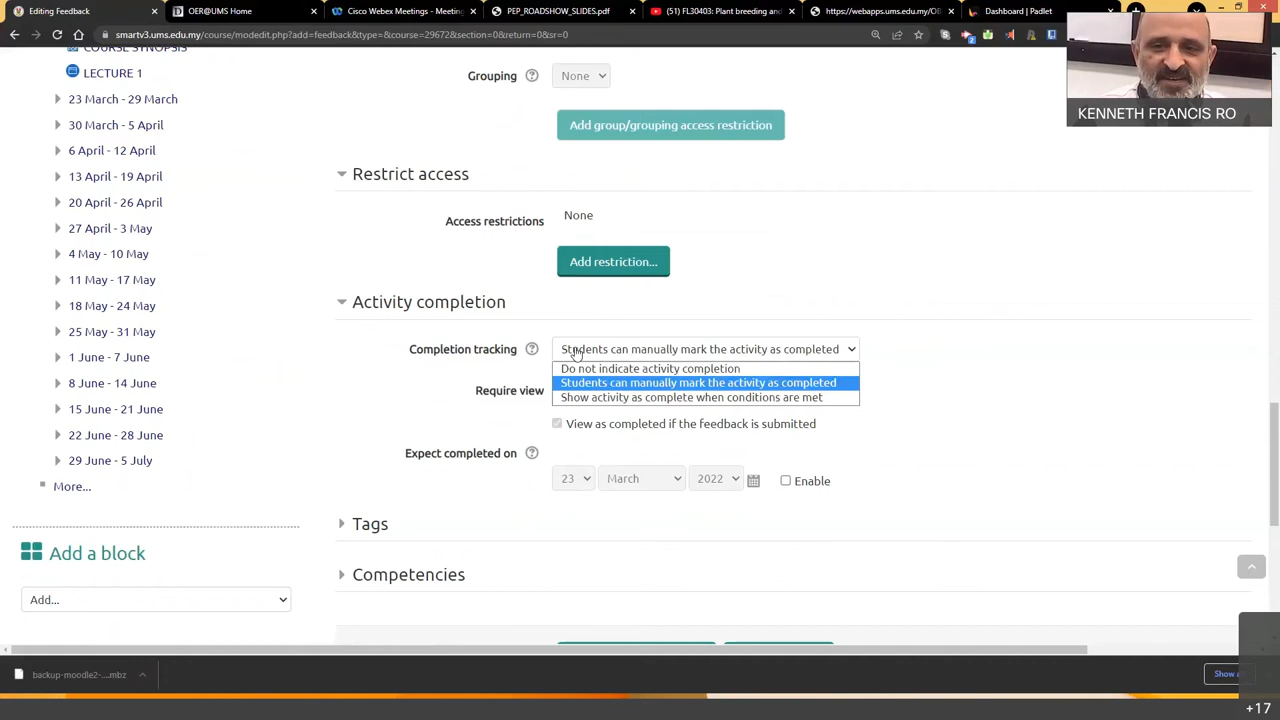 Editing Feedback
OER@UMS Home
Cisco Webex Meetings - Meeting
PEP_ROADSHOW_SLIDES.pdf
(51) FL30403: Plant breeding and
https://webapps.ums.edu.my/OE
Dashboard | Padlet
smartv3.ums.edu.my/course/modedit.php?add=feedback&type=&course=29672&section=0&return=0&sr=0
COURSE SYNOPSIS
LECTURE 1
23 March - 29 March
30 March - 5 April
6 April - 12 April
13 April - 19 April
20 April - 26 April
27 April - 3 May
4 May - 10 May
11 May - 17 May
18 May - 24 May
25 May - 31 May
1 June - 7 June
8 June - 14 June
15 June - 21 June
22 June - 28 June
29 June - 5 July
More...
Add a block
Add...
Grouping
None
Add group/grouping access restriction
Restrict access
Access restrictions
None
Add restriction...
Activity completion
Completion tracking
Students can manually mark the activity as completed
Do not indicate activity completion
Students can manually mark the activity as completed
Show activity as complete when conditions are met
Require view
View as completed if the feedback is submitted
Expect completed on
23
March
2022
Enable
Tags
Competencies
KENNETH FRANCIS RO
backup-moodle2-....mbz
Show
+17